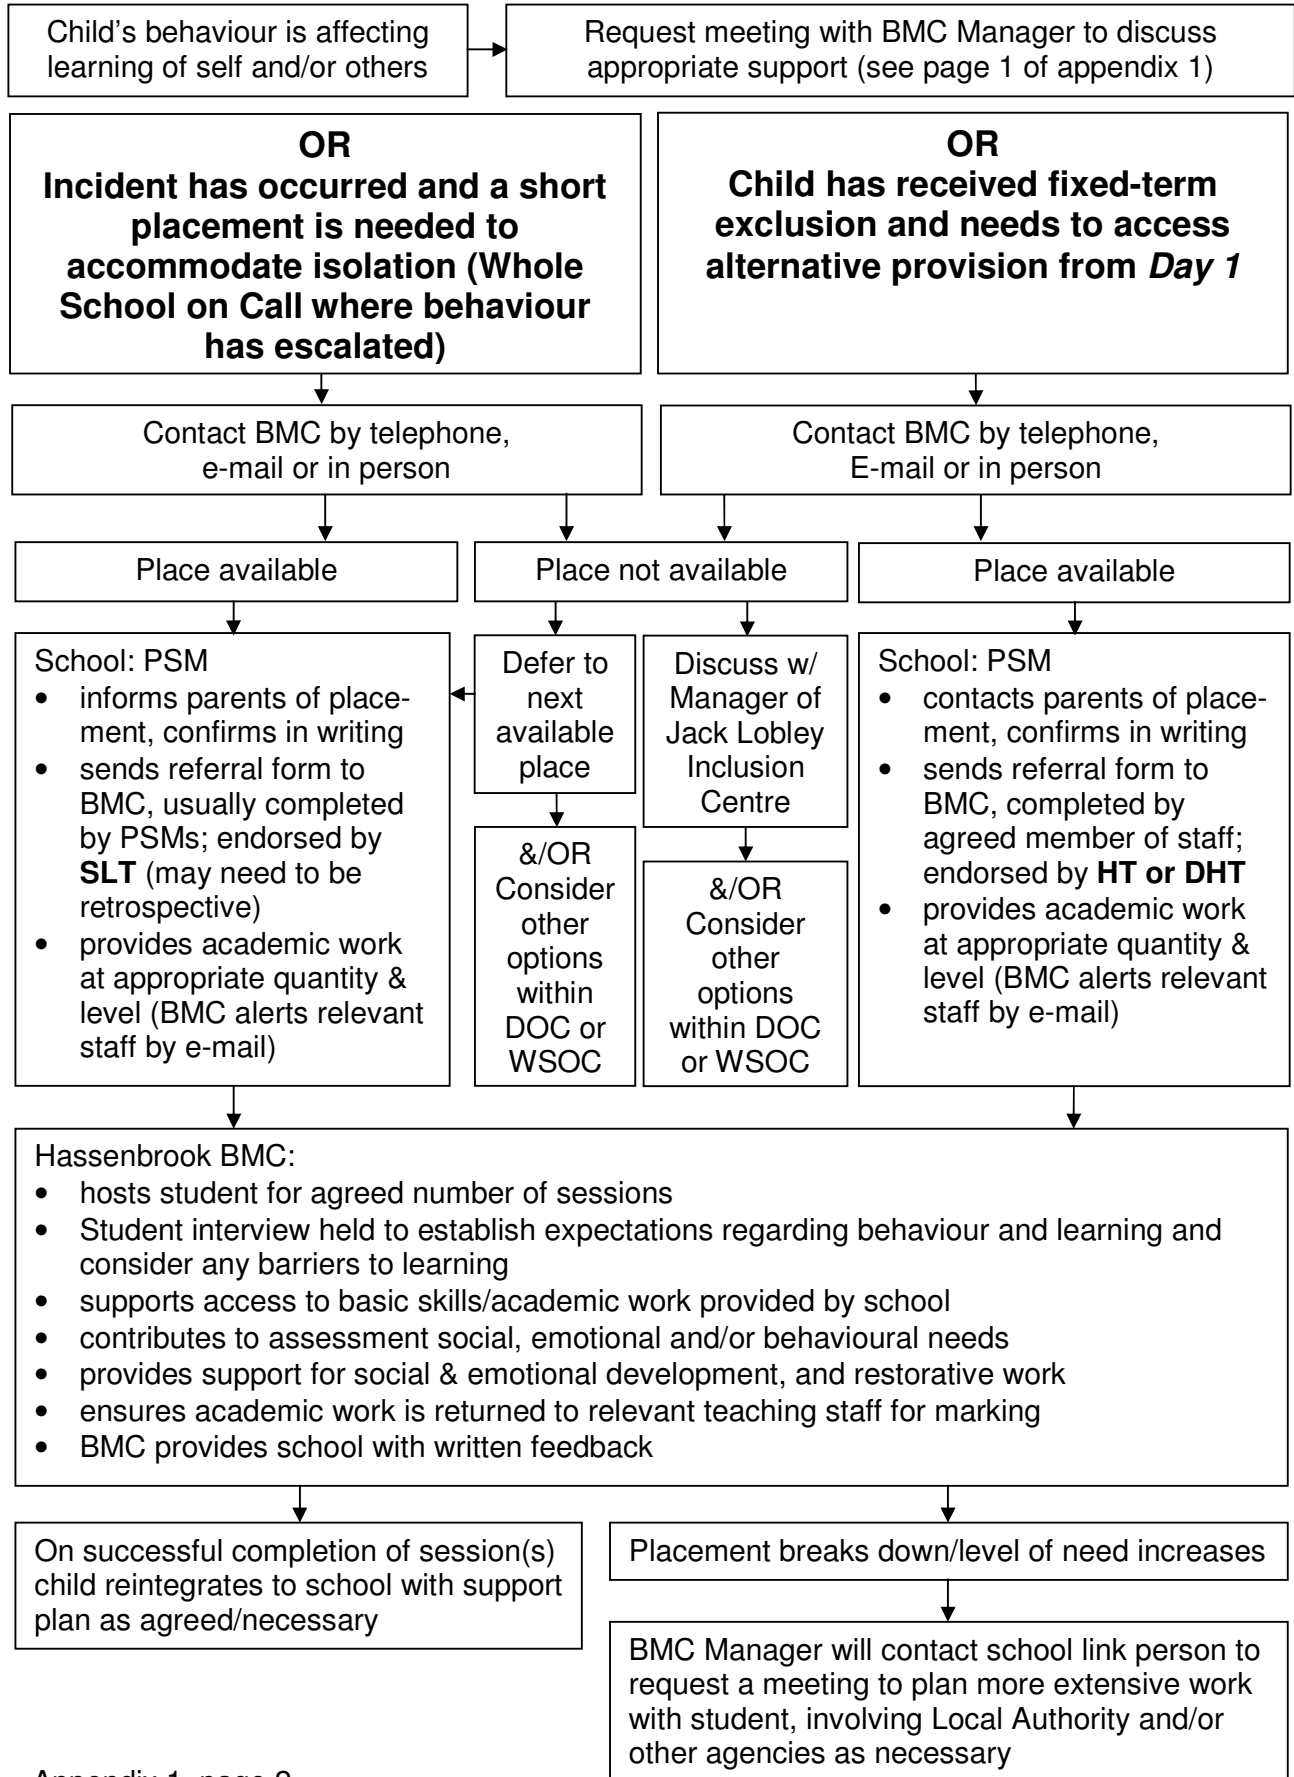 Child's behaviour is affecting
learning of self and/or others
Request meeting with BMC Manager to discuss
appropriate support (see page 1 of appendix 1)
OR
Incident has occurred and a short
placement is needed to
accommodate isolation (Whole
School on Call where behaviour
has escalated)
OR
Child has received fixed-term
exclusion and needs to access
alternative provision from Day 1
Contact BMC by telephone,
e-mail or in person
Contact BMC by telephone,
E-mail or in person
Place available
Place not available
Place available
School: PSM
• informs parents of place-
ment, confirms in writing
• sends referral form to
BMC, usually completed
by PSMs; endorsed by
SLT (may need to be
retrospective)
• provides academic work
at appropriate quantity &
level (BMC alerts relevant
staff by e-mail)
Defer to
next
available
place
&/OR
Consider
other
options
within
DOC or
WSOC
Discuss w/
Manager of
Jack Lobley
Inclusion
Centre
&/OR
Consider
other
options
within DOC
or WSOC
School: PSM
• contacts parents of place-
ment, confirms in writing
• sends referral form to
BMC, completed by
agreed member of staff;
endorsed by HT or DHT
• provides academic work
at appropriate quantity &
level (BMC alerts relevant
staff by e-mail)
Hassenbrook BMC:
• hosts student for agreed number of sessions
• Student interview held to establish expectations regarding behaviour and learning and
consider any barriers to learning
• supports access to basic skills/academic work provided by school
• contributes to assessment social, emotional and/or behavioural needs
• provides support for social & emotional development, and restorative work
• ensures academic work is returned to relevant teaching staff for marking
• BMC provides school with written feedback
On successful completion of session(s)
child reintegrates to school with support
plan as agreed/necessary
Placement breaks down/level of need increases
BMC Manager will contact school link person to
request a meeting to plan more extensive work
with student, involving Local Authority and/or
other agencies as necessary
Appendix 1, page